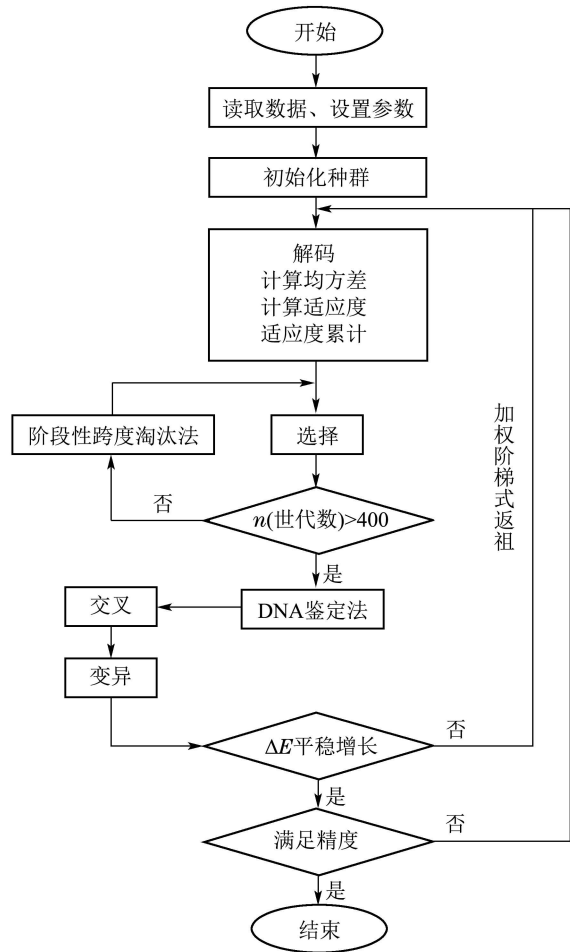 开始
读取数据、设置参数
初始化种群
解码
计算均方差
计算适应度
适应度累计
阶段性跨度淘汰法
选择
加权阶梯式返祖
否
n(世代数)>400
是
交叉
DNA鉴定法
变异
ΔE平稳增长
否
是
满足精度
否
是
结束